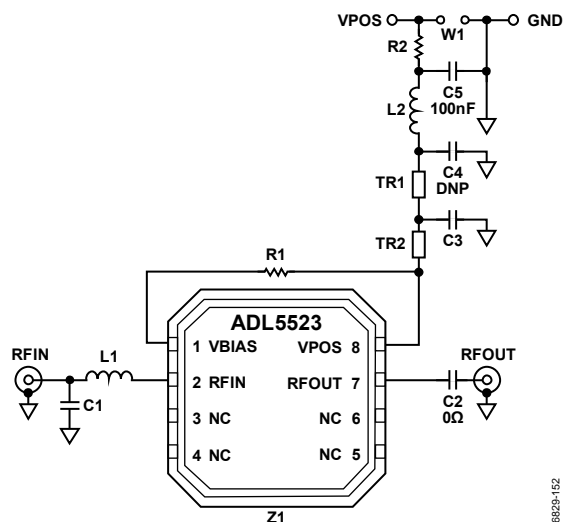 VPOS
W1
GND
R2
C5
100nF
L2
C4
DNP
TR1
C3
TR2
R1
ADL5523
1 VBIAS
VPOS 8
RFIN
L1
RFOUT
2 RFIN
RFOUT 7
C1
C2
0Ω
3 NC
NC 6
4 NC
NC 5
Z1
6829-152